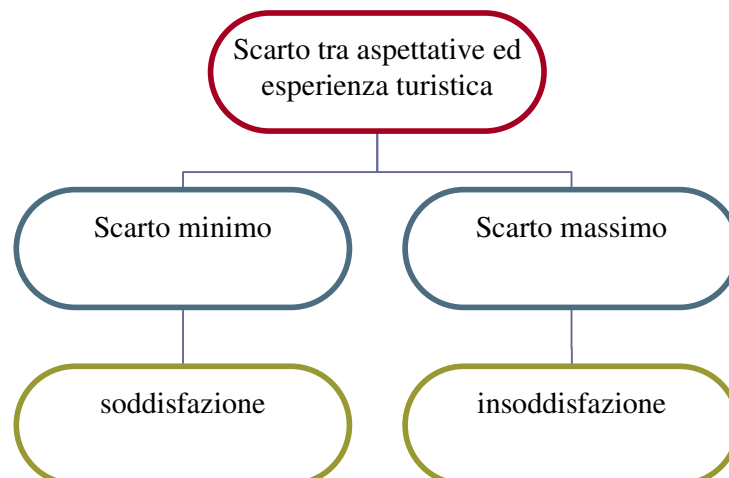 Scarto tra aspettative ed
esperienza turistica
Scarto minimo
Scarto massimo
soddisfazione
insoddisfazione